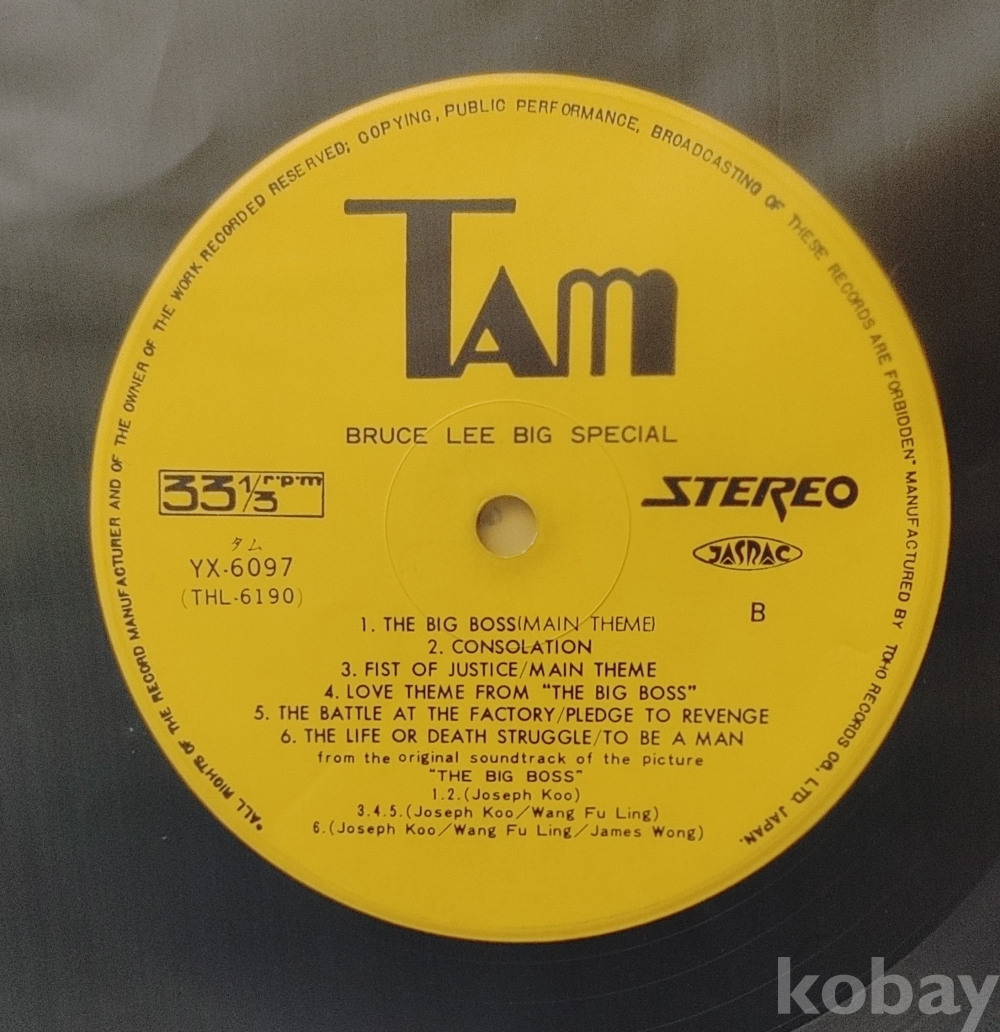 "ALL RIGHTS OF THE RECORD MANUFACTURER AND OF THE OWNER OF THE WORK RECORDED RESERVED; COPYING, PUBLIC PERFORMANCE, BROADCASTING OF THESE RECORDS ARE FORBIDDEN" MANUFACTURED BY TOHO RECORDS CO., LTD. JAPAN.
TAM
BRUCE LEE BIG SPECIAL
33 1/3 r·p·m
STEREO
タム
JASRAC
YX-6097
(THL-6190)
B
1. THE BIG BOSS(MAIN THEME)
2. CONSOLATION
3. FIST OF JUSTICE/MAIN THEME
4. LOVE THEME FROM "THE BIG BOSS"
5. THE BATTLE AT THE FACTORY/PLEDGE TO REVENGE
6. THE LIFE OR DEATH STRUGGLE/TO BE A MAN
from the original soundtrack of the picture
"THE BIG BOSS"
1.2.(Joseph Koo)
3.4.5.(Joseph Koo/Wang Fu Ling)
6.(Joseph Koo/Wang Fu Ling/James Wong)
kobay